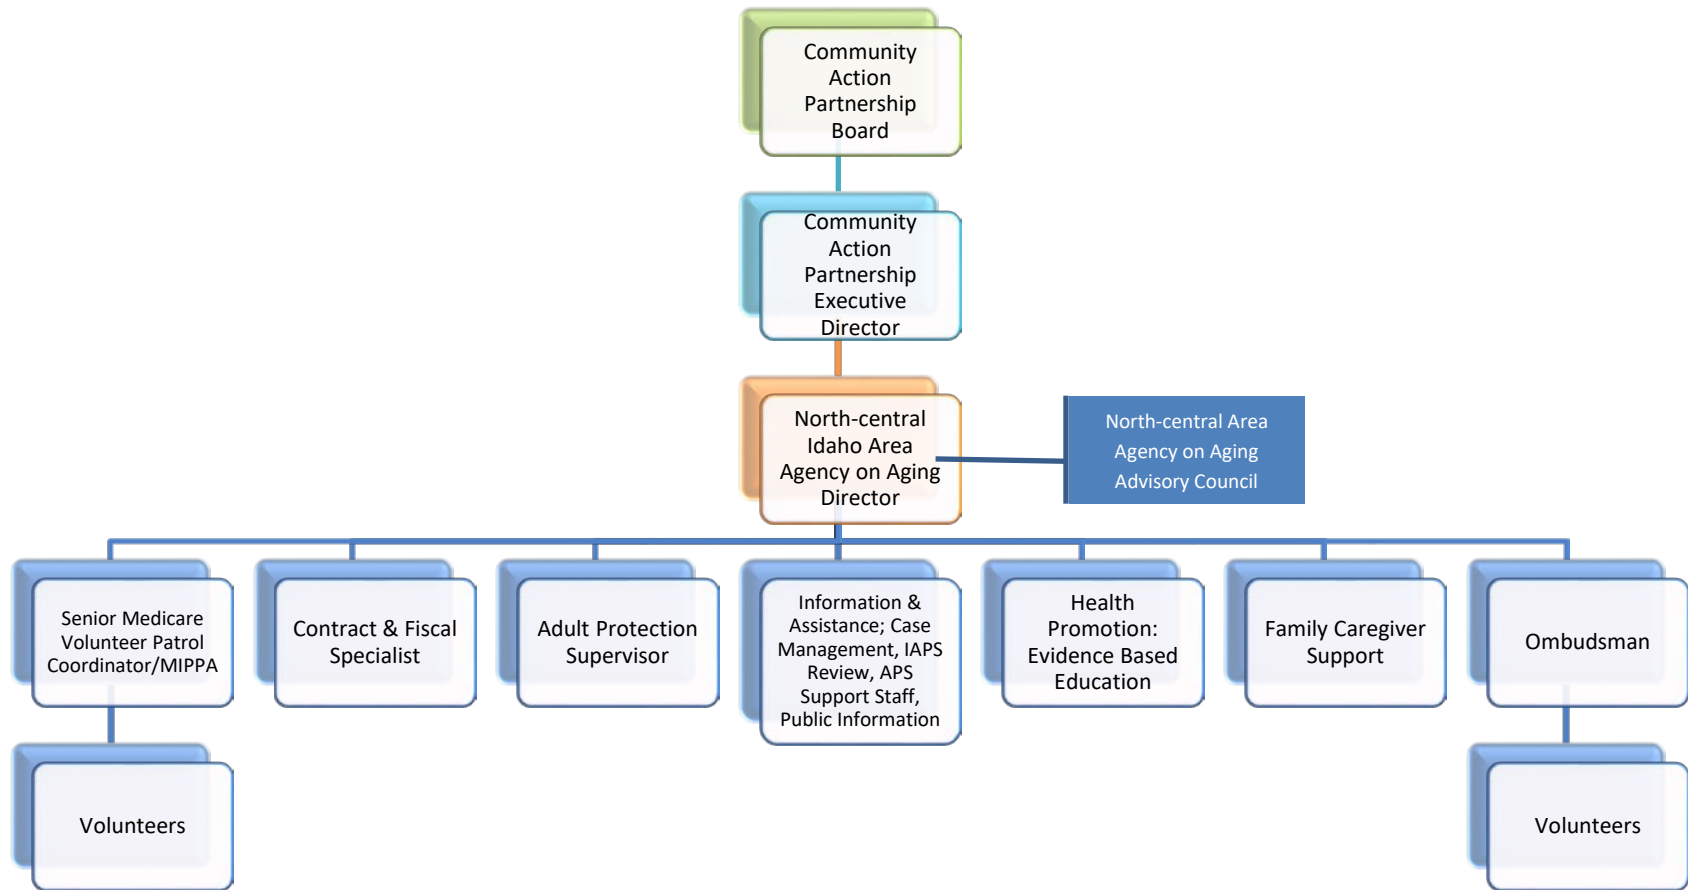 Community
Action
Partnership
Board
Community
Action
Partnership
Executive
Director
North-central
Idaho Area
Agency on Aging
Director
North-central Area
Agency on Aging
Advisory Council
Senior Medicare
Volunteer Patrol
Coordinator/MIPPA
Contract & Fiscal
Specialist
Adult Protection
Supervisor
Information &
Assistance; Case
Management, IAPS
Review, APS
Support Staff,
Public Information
Health
Promotion:
Evidence Based
Education
Family Caregiver
Support
Ombudsman
Volunteers
Volunteers